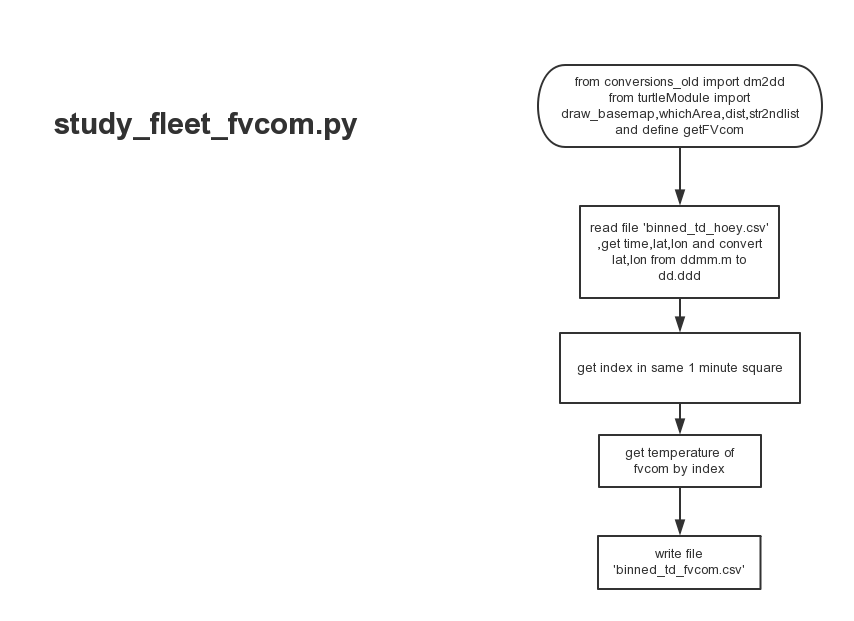 study_fleet_fvcom.py
from conversions_old import dm2dd
from turtleModule import
draw_basemap,whichArea,dist,str2ndlist
and define getFVcom
read file 'binned_td_hoey.csv'
,get time,lat,lon and convert
lat,lon from ddmm.m to
dd.ddd
get index in same 1 minute square
get temperature of
fvcom by index
write file
'binned_td_fvcom.csv'